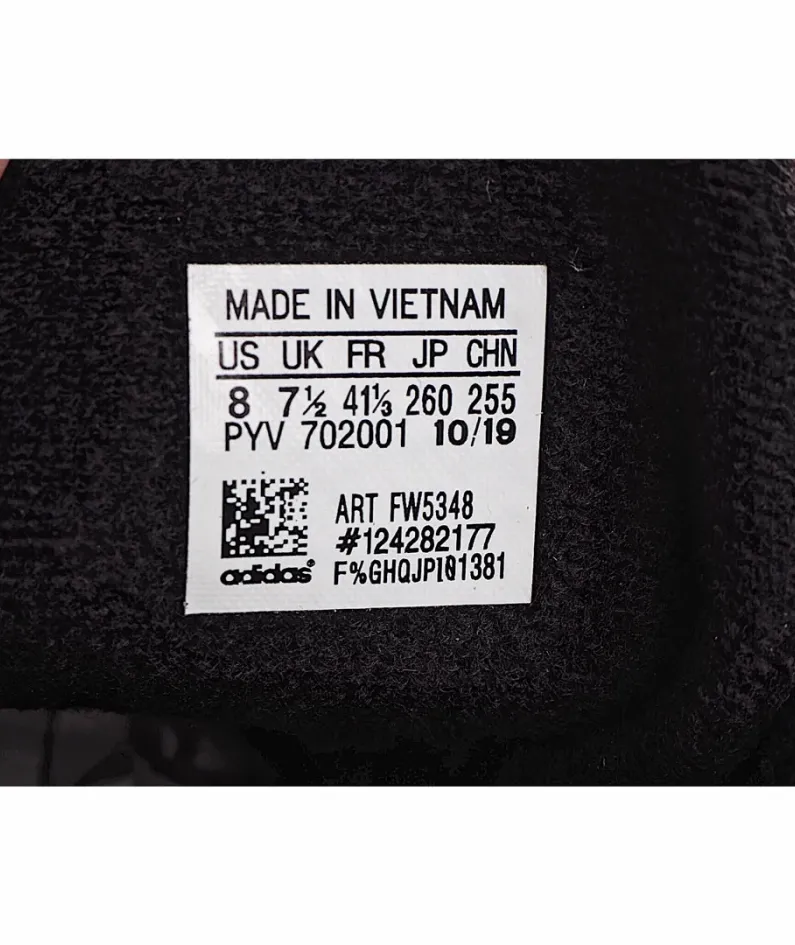 MADE IN VIETNAM
US UK FR JP CHN
8 7½ 41⅓ 260 255
PYV 702001 10/19
ART FW5348
#124282177
adidas® F%GHQJPI01381